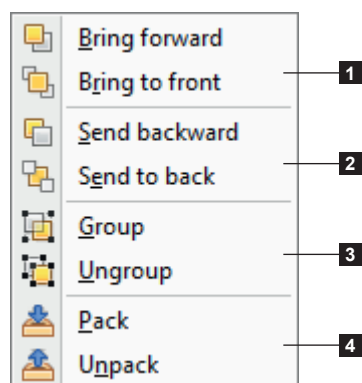 Bring forward
Bring to front
1
Send backward
Send to back
2
Group
Ungroup
3
Pack
Unpack
4